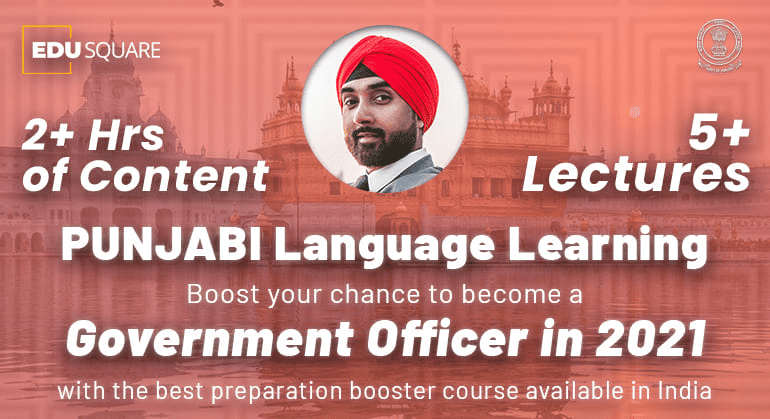 EDU SQUARE
2+ Hrs
of Content
5+
Lectures
PUNJABI Language Learning
Boost your chance to become a
Government Officer in 2021
with the best preparation booster course available in India